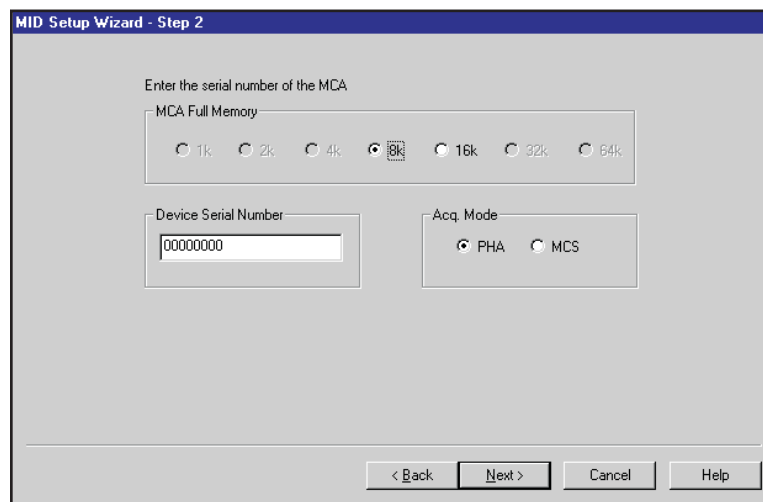 MID Setup Wizard - Step 2
Enter the serial number of the MCA
MCA Full Memory
1k 2k 4k 8k 16k 32k 64k
Device Serial Number
00000000
Acq. Mode
PHA MCS
< Back Next > Cancel Help